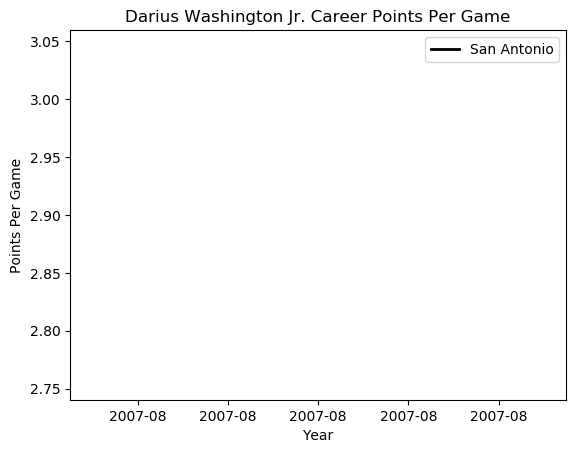 Darius Washington Jr. Career Points Per Game
San Antonio
3.05
3.00
2.95
2.90
2.85
2.80
2.75
Points Per Game
2007-08 2007-08 2007-08 2007-08 2007-08
Year